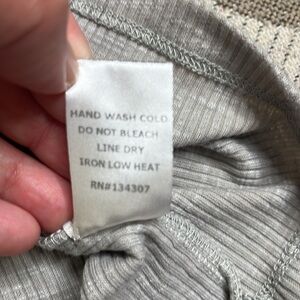 HAND WASH COLD
DO NOT BLEACH
LINE DRY
IRON LOW HEAT
RN#134307